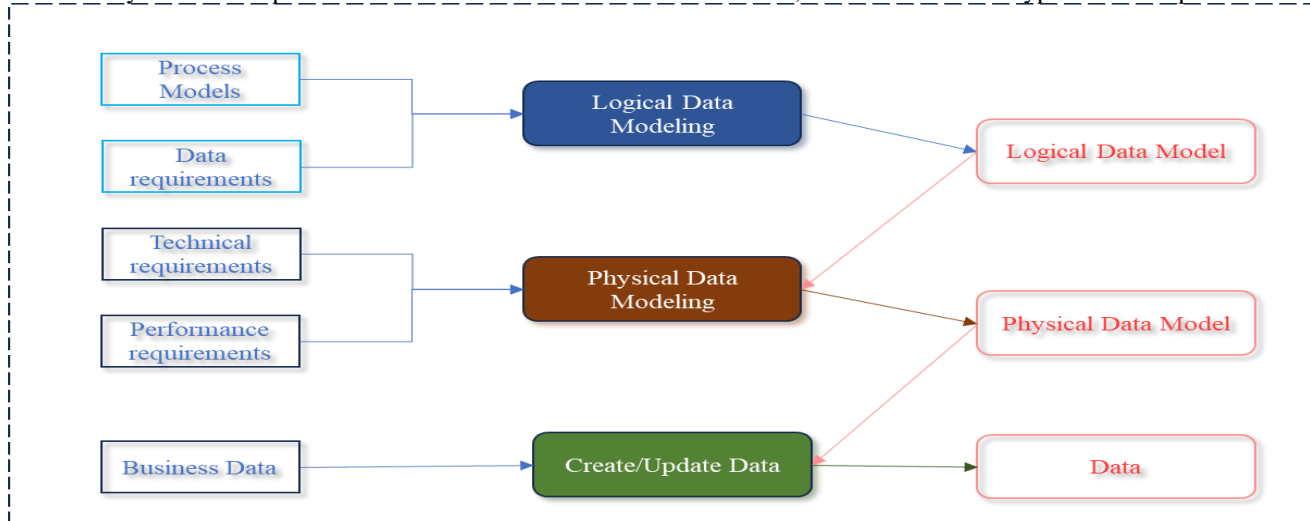 Process
Models
Logical Data
Modeling
Data
requirements
Logical Data Model
Technical
requirements
Physical Data
Modeling
Performance
requirements
Physical Data Model
Business Data
Create/Update Data
Data